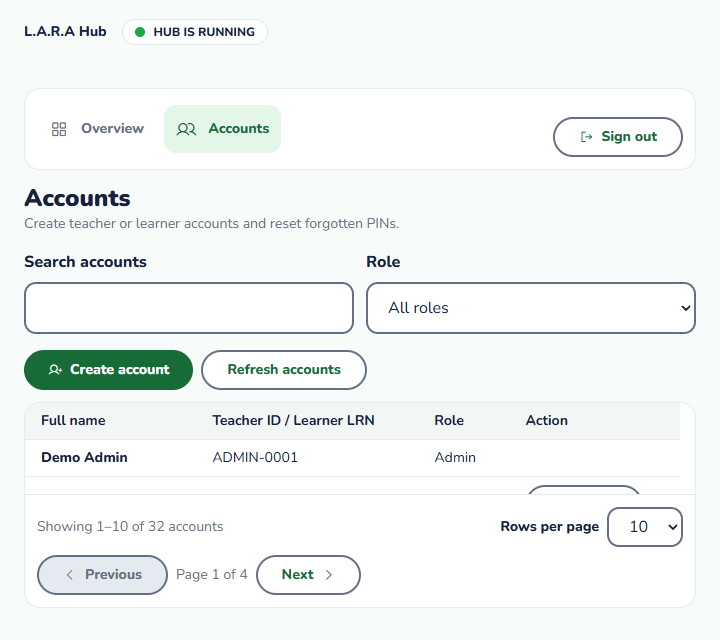 L.A.R.A Hub
HUB IS RUNNING
Overview
Accounts
Sign out
Accounts
Create teacher or learner accounts and reset forgotten PINs.
Search accounts
Role
All roles
Create account
Refresh accounts
Full name Teacher ID / Learner LRN Role Action
Demo Admin ADMIN-0001 Admin
Showing 1–10 of 32 accounts
Rows per page 10
Previous Page 1 of 4 Next